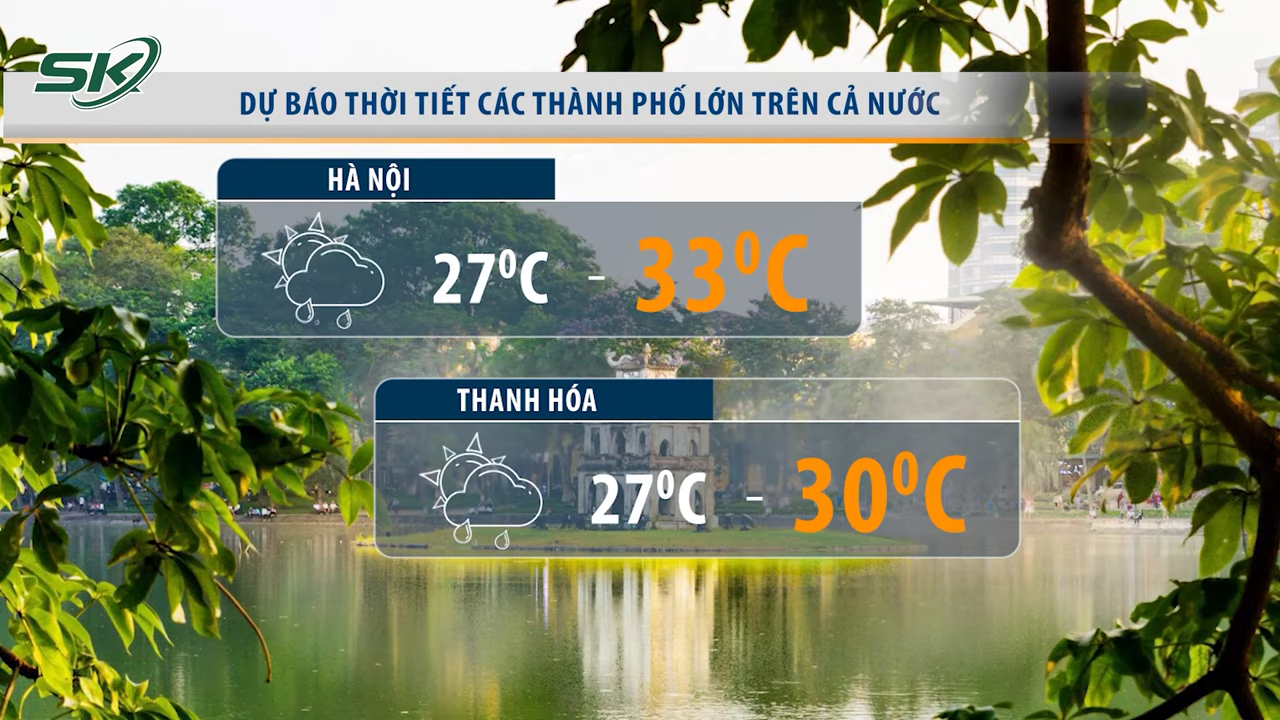 SK
DỰ BÁO THỜI TIẾT CÁC THÀNH PHỐ LỚN TRÊN CẢ NƯỚC
HÀ NỘI
27⁰C - 33⁰C
THANH HÓA
27⁰C - 30⁰C